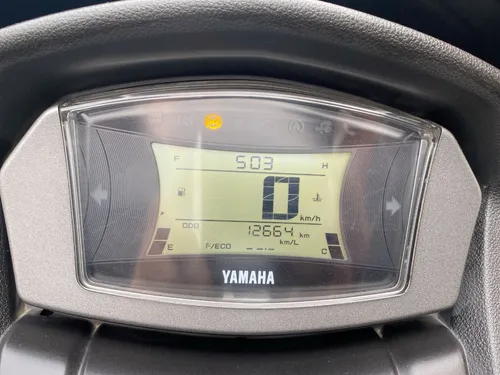 F 5:03 H
0 km/h
ODO 12664 km
E F/ECO --.- km/L C
YAMAHA